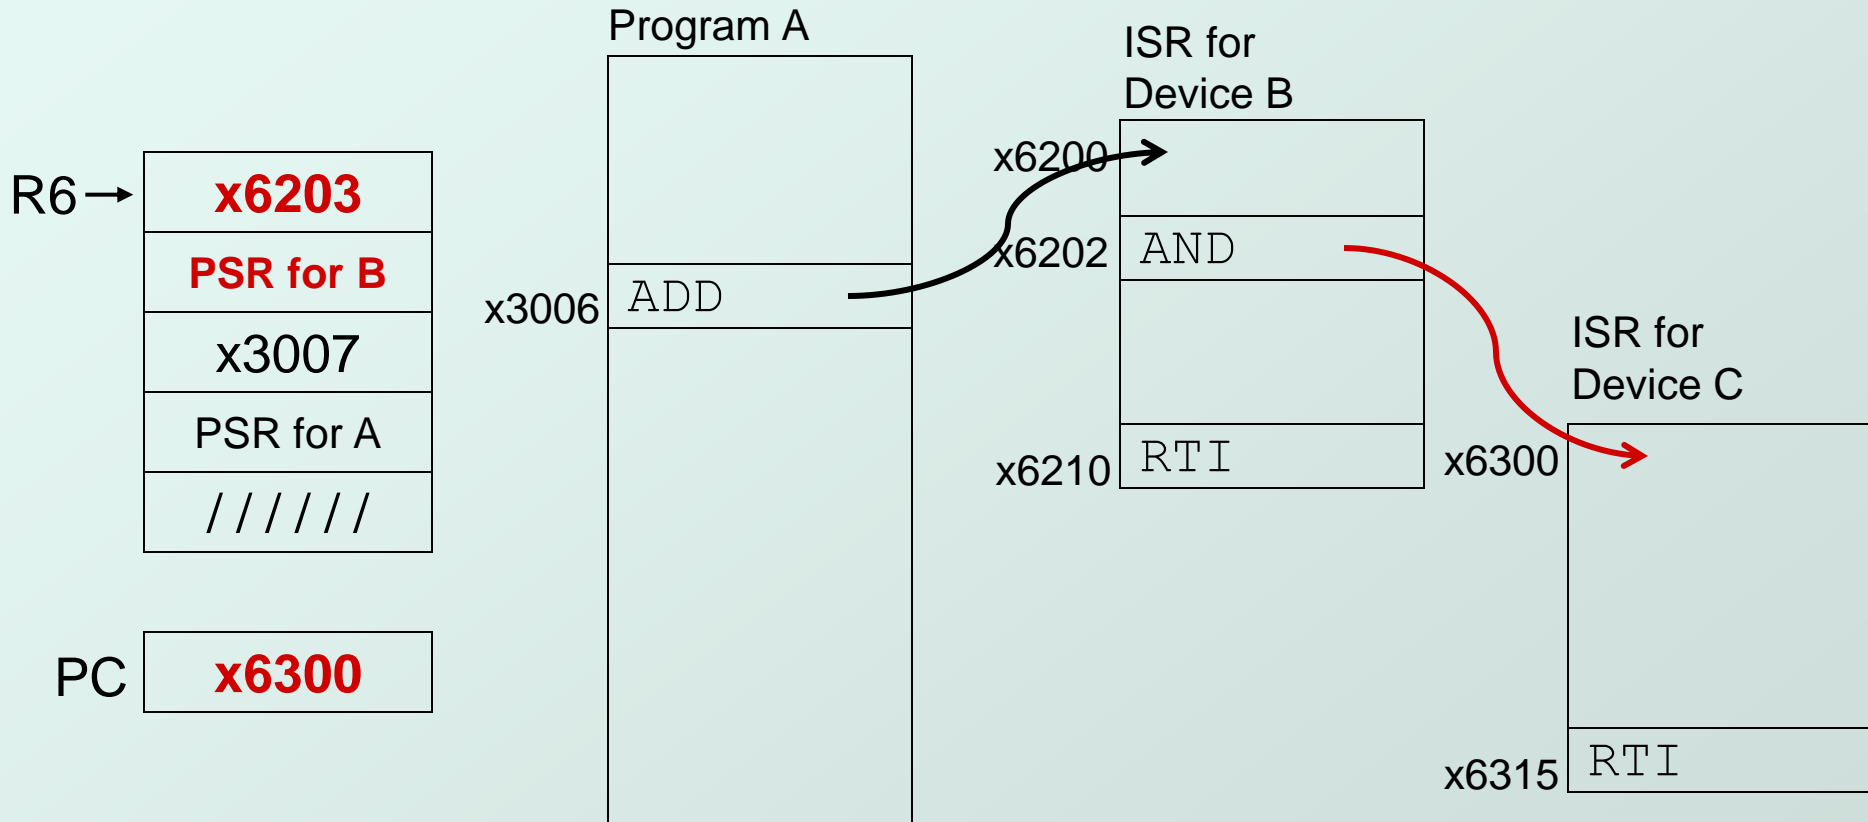 Program A
ISR for
Device B
x6200
R6
x6203
x6202
AND
PSR for B
x3006
ADD
x3007
ISR for
Device C
PSR for A
x6210
RTI
x6300
//////
PC
x6300
x6315
RTI